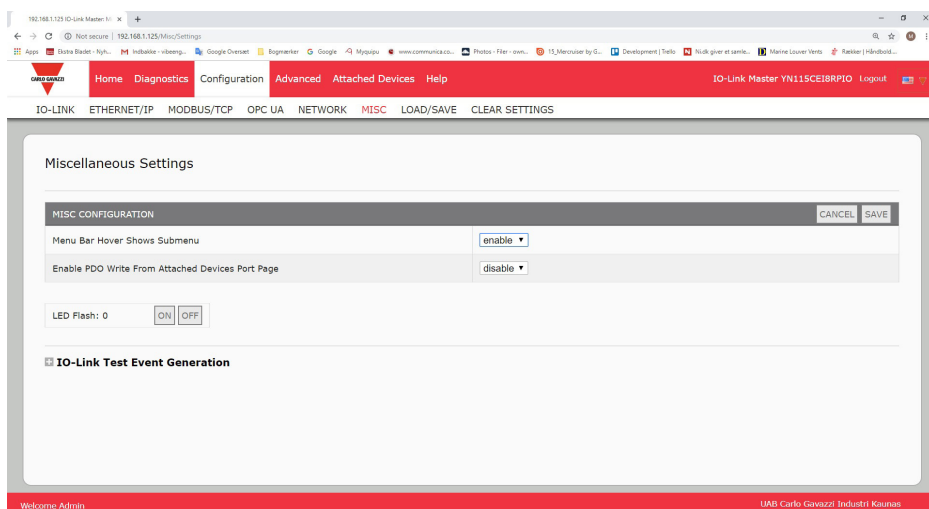 192.168.1.125 IO-Link Master N
Not secure | 192.168.1.125/Misc/Settings
Apps Ekstra Bladet - Nyh... Indbakke - vibeeng... Google Oversæt Bogmærker Google Myquipu www.communica.co... Photos - Filer - own... 15_Mercruiser by G... Development | Trello Marine Louver Vents Rækker | Håndbold...
CARLO GAVAZZI
Home Diagnostics Configuration Advanced Attached Devices Help IO-Link Master YN115CEI8RPIO Logout
IO-LINK ETHERNET/IP MODBUS/TCP OPC UA NETWORK MISC LOAD/SAVE CLEAR SETTINGS
Miscellaneous Settings
MISC CONFIGURATION CANCEL SAVE
Menu Bar Hover Shows Submenu enable
Enable PDO Write From Attached Devices Port Page disable
LED Flash: 0 ON OFF
IO-Link Test Event Generation
Welcome Admin UAB Carlo Gavazzi Industri Kaunas